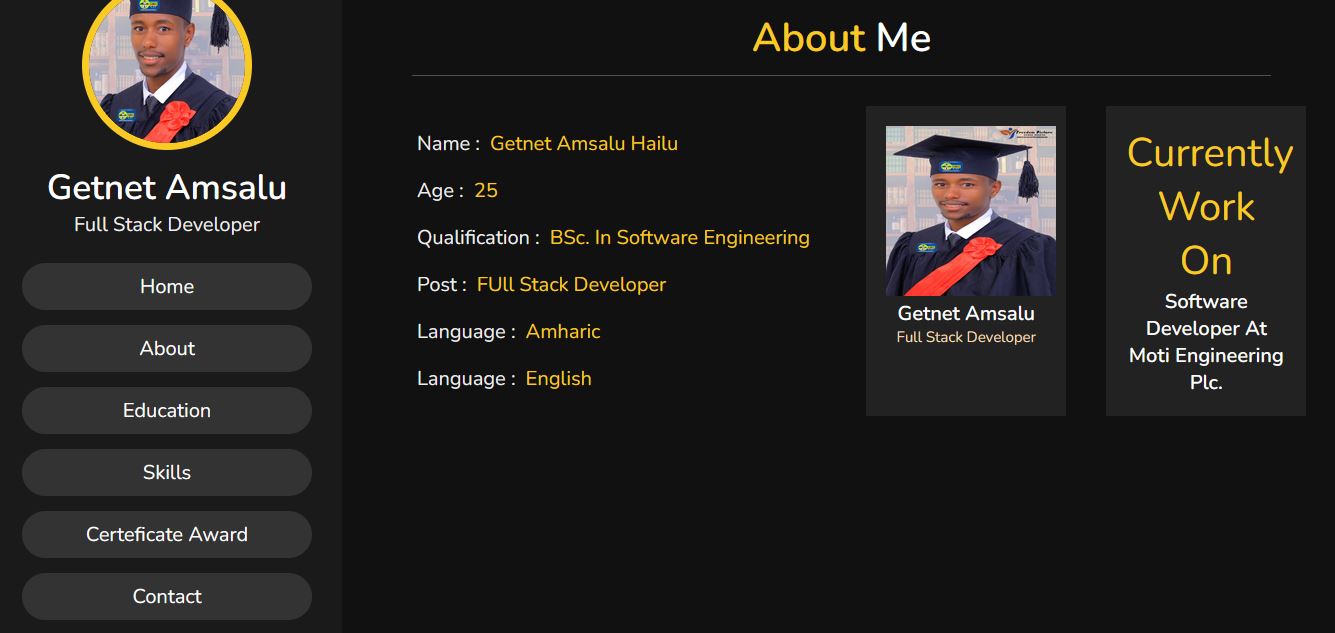 Getnet Amsalu
Full Stack Developer
Home
About
Education
Skills
Certeficate Award
Contact
About Me
Name : Getnet Amsalu Hailu
Age : 25
Qualification : BSc. In Software Engineering
Post : FUll Stack Developer
Language : Amharic
Language : English
Getnet Amsalu
Full Stack Developer
Currently
Work
On
Software
Developer At
Moti Engineering
Plc.